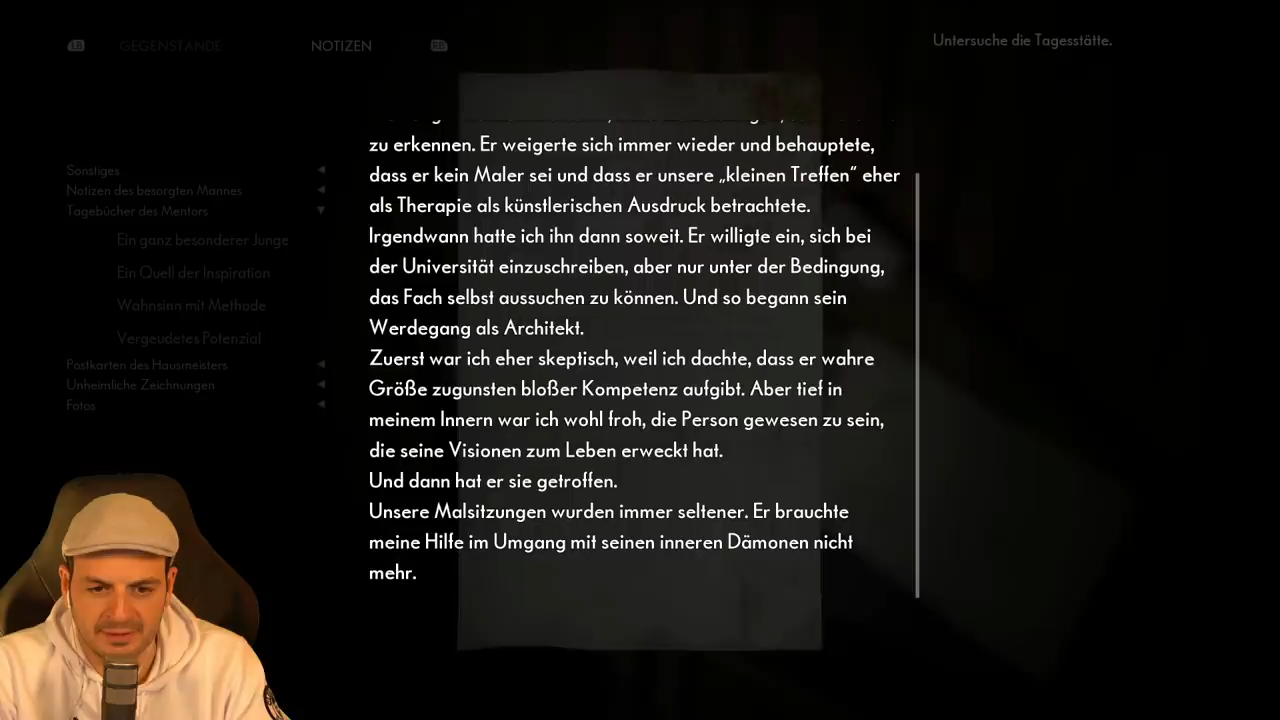 LB GEGENSTÄNDE NOTIZEN RB
Untersuche die Tagesstätte.
Sonstiges
Notizen des besorgten Mannes
Tagebücher des Mentors
Ein ganz besonderer Junge
Ein Quell der Inspiration
Wahnsinn mit Methode
Vergeudetes Potenzial
Postkarten des Hausmeisters
Unheimliche Zeichnungen
Fotos
zu erkennen. Er weigerte sich immer wieder und behauptete,
dass er kein Maler sei und dass er unsere „kleinen Treffen“ eher
als Therapie als künstlerischen Ausdruck betrachtete.
Irgendwann hatte ich ihn dann soweit. Er willigte ein, sich bei
der Universität einzuschreiben, aber nur unter der Bedingung,
das Fach selbst aussuchen zu können. Und so begann sein
Werdegang als Architekt.
Zuerst war ich eher skeptisch, weil ich dachte, dass er wahre
Größe zugunsten bloßer Kompetenz aufgibt. Aber tief in
meinem Innern war ich wohl froh, die Person gewesen zu sein,
die seine Visionen zum Leben erweckt hat.
Und dann hat er sie getroffen.
Unsere Malsitzungen wurden immer seltener. Er brauchte
meine Hilfe im Umgang mit seinen inneren Dämonen nicht
mehr.